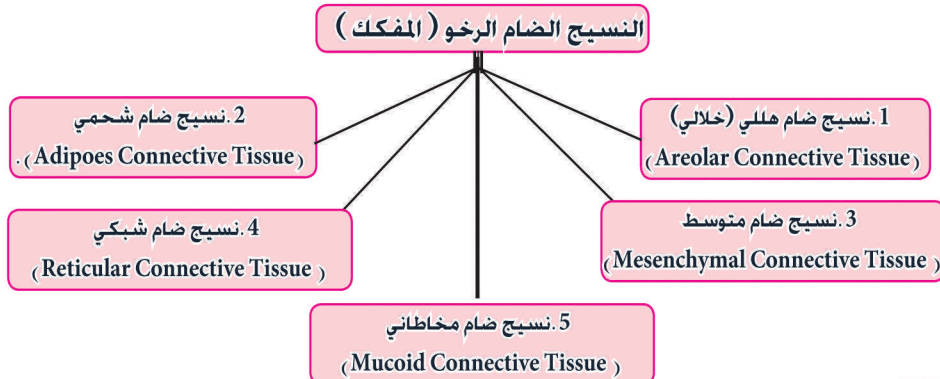 النسيج الضام الرخو ( المفكك )
1.نسيج ضام هللي (خلالي)
(Areolar Connective Tissue)
2.نسيج ضام شحمي
(Adipoes Connective Tissue).
3.نسيج ضام متوسط
(Mesenchymal Connective Tissue )
4.نسيج ضام شبكي
(Reticular Connective Tissue )
5.نسيج ضام مخاطاني
(Mucoid Connective Tissue )